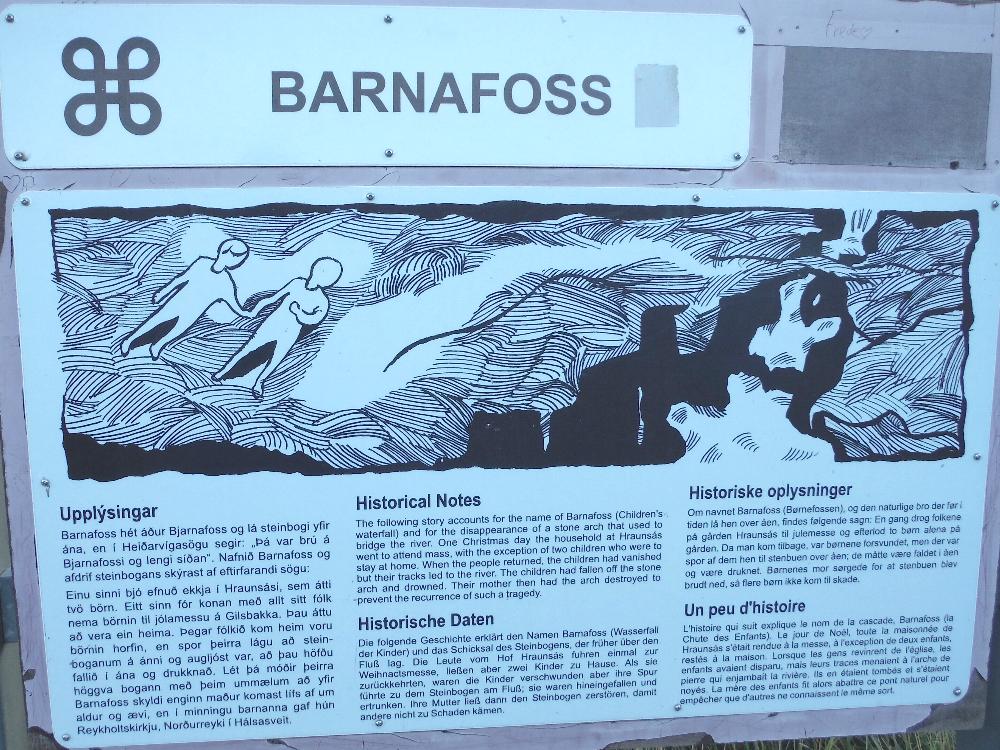 Fredep
BARNAFOSS
Upplýsingar
Barnafoss hét áður Bjarnafoss og lá steinbogi yfir
ána, en í Heiðarvígasögu segir: „Þá var brú á
Bjarnafossi og lengi síðan". Nafnið Barnafoss og
afdrif steinbogans skýrast af eftirfarandi sögu:
Einu sinni bjó efnuð ekkja í Hraunsási, sem átti
tvö börn. Eitt sinn fór konan með allt sitt fólk
nema börnin til jólamessu á Gilsbakka. Þau áttu
að vera ein heima. Þegar fólkið kom heim voru
börnin horfin, en spor þeirra lágu að stein-
boganum á ánni og augljóst var, að þau höfðu
fallið í ána og drukknað. Lét þá móðir þeirra
höggva bogann með þeim ummælum að yfir
Barnafoss skyldi enginn maður komast lífs af um
aldur og ævi, en í minningu barnanna gaf hún
Reykholtskirkju, Norðurreyki í Hálsasveit.
Historical Notes
The following story accounts for the name of Barnafoss (Children's
waterfall) and for the disappearance of a stone arch that used to
bridge the river. One Christmas day the household at Hraunsás
went to attend mass, with the exception of two children who were to
stay at home. When the people returned, the children had vanished
but their tracks led to the river. The children had fallen off the stone
arch and drowned. Their mother then had the arch destroyed to
prevent the recurrence of such a tragedy.
Historische Daten
Die folgende Geschichte erklärt den Namen Barnafoss (Wasserfall
der Kinder) und das Schicksal des Steinbogens, der früher über den
Fluß lag. Die Leute vom Hof Hraunsás fuhren einmal zur
Weihnachtsmesse, ließen aber zwei Kinder zu Hause. Als sie
zurückkehrten, waren die Kinder verschwunden aber ihre Spur
führte zu dem Steinbogen am Fluß; sie waren hineingefallen und
ertrunken. Ihre Mutter ließ dann den Steinbogen zerstören, damit
andere nicht zu Schaden kämen.
Historiske oplysninger
Om navnet Barnafoss (Børnefossen), og den naturlige bro der før i
tiden lå hen over åen, findes følgende sagn: En gang drog folkene
på gården Hraunsás til julemesse og efterlod to børn alene på
gården. Da man kom tilbage, var børnene forsvundet, men der var
spor af dem hen til stenbuen over åen; de måtte være faldet i åen
og være druknet. Børnenes mor sørgede for at stenbuen blev
brudt ned, så flere børn ikke kom til skade.
Un peu d'histoire
L'histoire qui suit explique le nom de la cascade, Barnafoss (la
Chute des Enfants). Le jour de Noël, toute la maisonnée de
Hraunsás s'était rendue à la messe, à l'exception de deux enfants,
restés à la maison. Lorsque les gens revinrent de l'église, les
enfants avaient disparu, mais leurs traces menaient à l'arche de
pierre qui enjambait la rivière. Ils en étaient tombés et s'étaient
noyés. La mère des enfants fit alors abattre ce pont naturel pour
empêcher que d'autres ne connaissent le même sort.